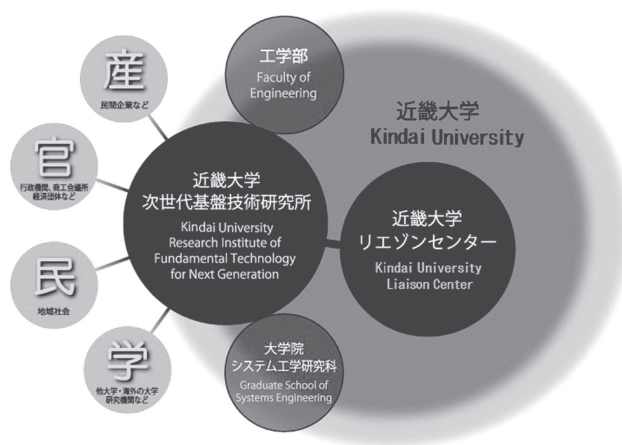 産
民間企業など
官
行政機関、商工会議所
経済団体など
民
地域社会
学
他大学・海外の大学
研究機関など
工学部
Faculty of
Engineering
近畿大学
次世代基盤技術研究所
Kindai University
Research Institute of
Fundamental Technology
for Next Generation
大学院
システム工学研究科
Graduate School of
Systems Engineering
近畿大学
Kindai University
近畿大学
リエゾンセンター
Kindai University
Liaison Center